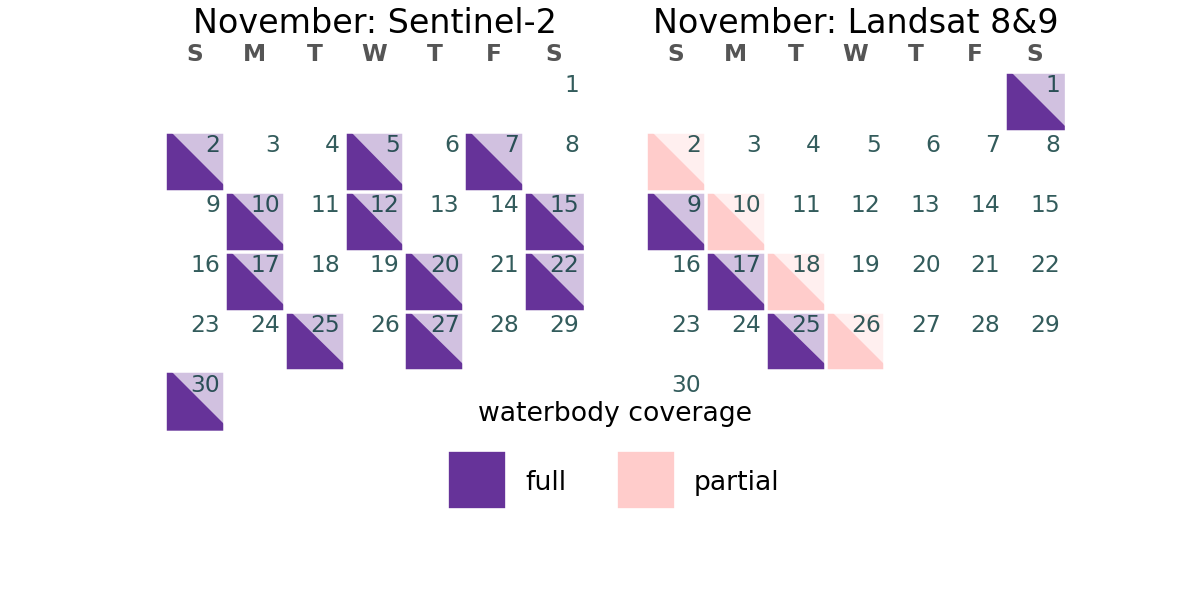 November: Sentinel-2
S M T W T F S
1
2 3 4 5 6 7 8
9 10 11 12 13 14 15
16 17 18 19 20 21 22
23 24 25 26 27 28 29
30
November: Landsat 8&9
S M T W T F S
1
2 3 4 5 6 7 8
9 10 11 12 13 14 15
16 17 18 19 20 21 22
23 24 25 26 27 28 29
30
waterbody coverage
full partial